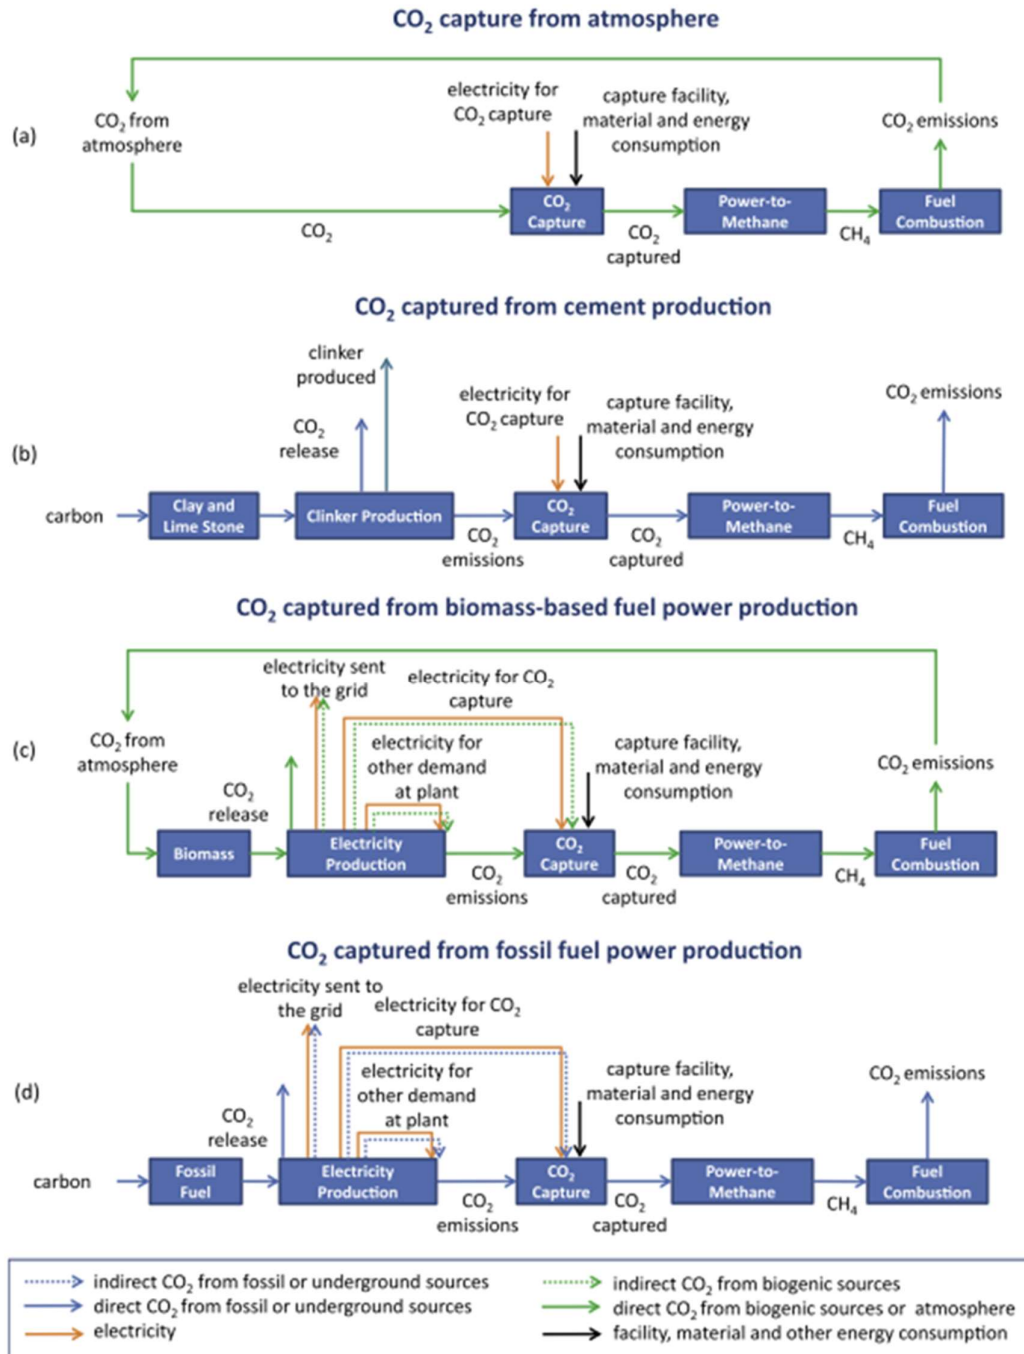 CO₂ capture from atmosphere
(a)
CO₂ from
atmosphere
electricity for
CO₂ capture
capture facility,
material and energy
consumption
CO₂ emissions
CO₂
CO₂
Capture
CO₂
captured
Power-to-
Methane
CH₄
Fuel
Combustion
CO₂ captured from cement production
(b)
clinker
produced
CO₂
release
electricity for
CO₂ capture
capture facility,
material and energy
consumption
CO₂ emissions
carbon
Clay and
Lime Stone
Clinker Production
CO₂
emissions
CO₂
Capture
CO₂
captured
Power-to-
Methane
CH₄
Fuel
Combustion
CO₂ captured from biomass-based fuel power production
(c)
electricity sent
to the grid
electricity for CO₂
capture
electricity for
other demand
at plant
CO₂ from
atmosphere
CO₂
release
capture facility,
material and energy
consumption
CO₂ emissions
Biomass
Electricity
Production
CO₂
emissions
CO₂
Capture
CO₂
captured
Power-to-
Methane
CH₄
Fuel
Combustion
CO₂ captured from fossil fuel power production
(d)
electricity sent to
the grid
electricity for CO₂
capture
electricity for
other demand
at plant
CO₂
release
capture facility,
material and energy
consumption
CO₂ emissions
carbon
Fossil
Fuel
Electricity
Production
CO₂
emissions
CO₂
Capture
CO₂
captured
Power-to-
Methane
CH₄
Fuel
Combustion
indirect CO₂ from fossil or underground sources
direct CO₂ from fossil or underground sources
electricity
indirect CO₂ from biogenic sources
direct CO₂ from biogenic sources or atmosphere
facility, material and other energy consumption